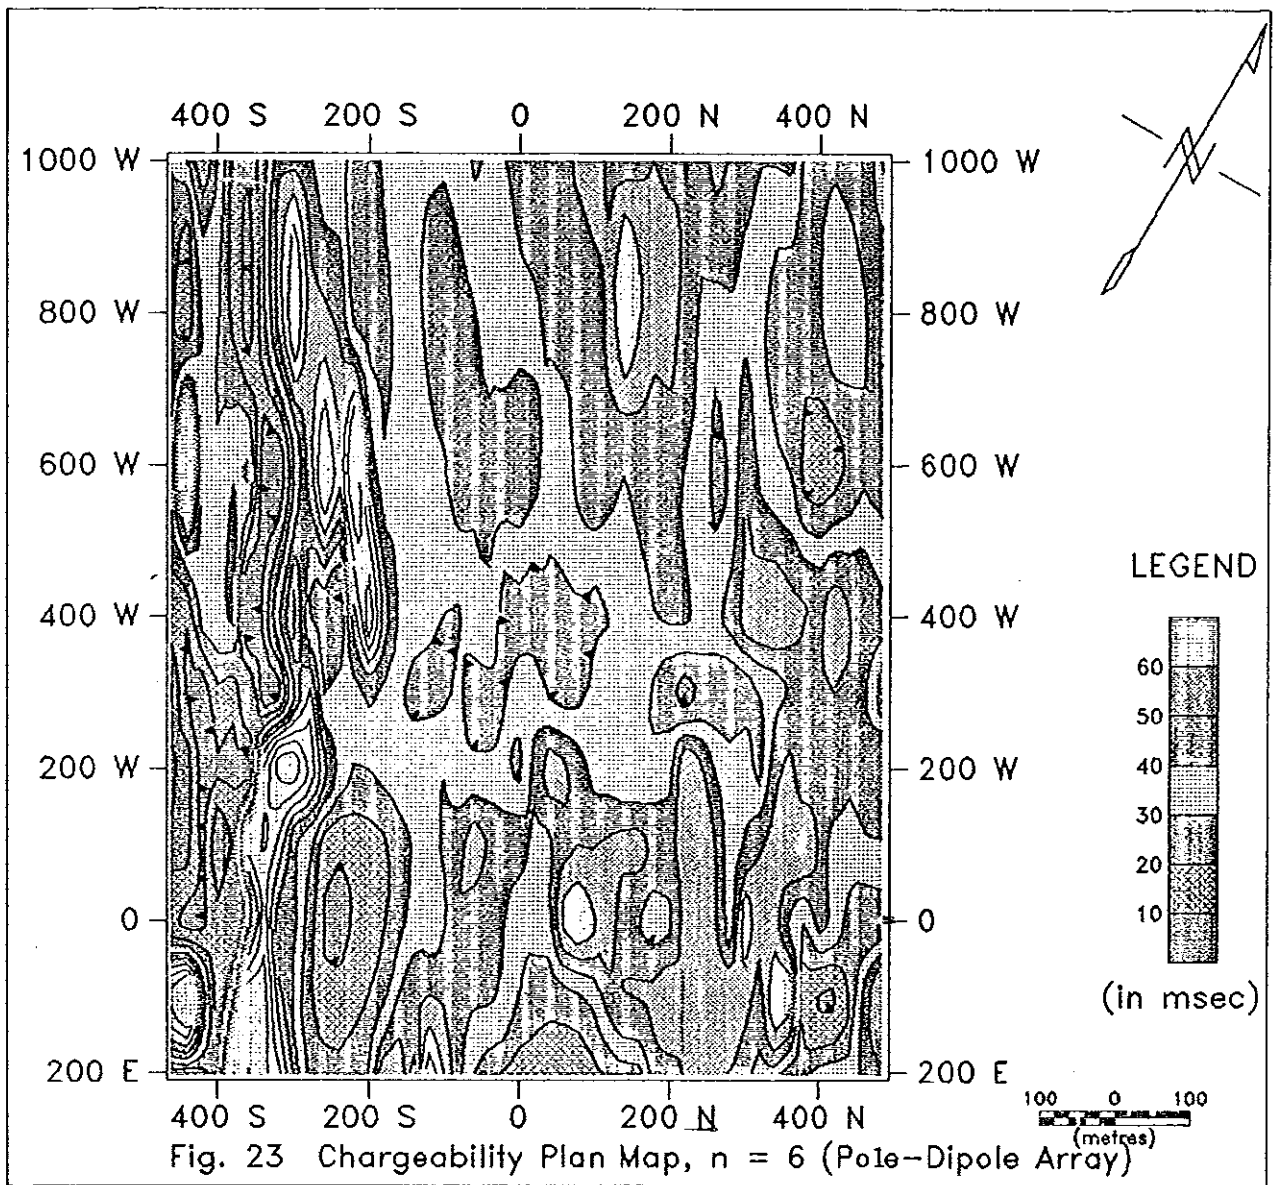 400 S 200 S 0 200 N 400 N
1000 W 1000 W
800 W 800 W
600 W 600 W
400 W 400 W
200 W 200 W
0 0
200 E 200 E
400 S 200 S 0 200 N 400 N
N
LEGEND
60
50
40
30
20
10
(in msec)
100 0 100
(metres)
Fig. 23 Chargeability Plan Map, n = 6 (Pole-Dipole Array)